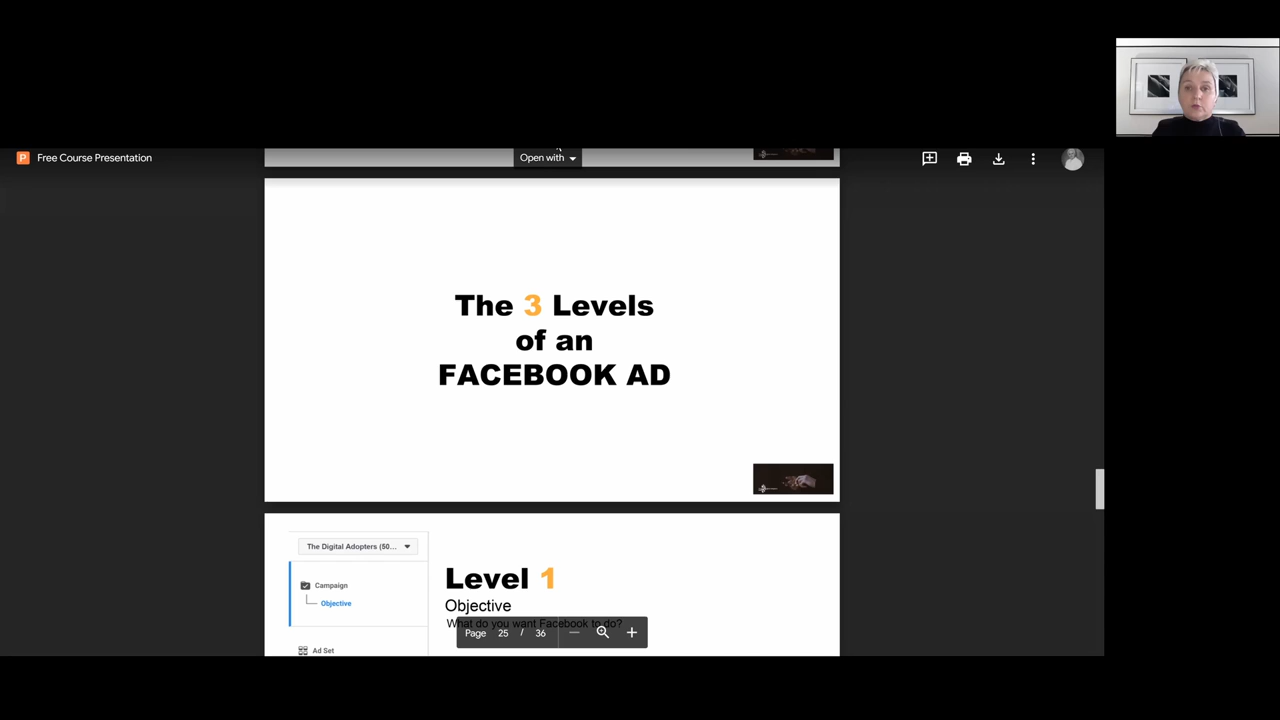 Free Course Presentation
Open with
The 3 Levels
of an
FACEBOOK AD
The Digital Adopters (50...
Campaign
Objective
Ad Set
Level 1
Objective
What do you want Facebook to do?
Page 25 / 36